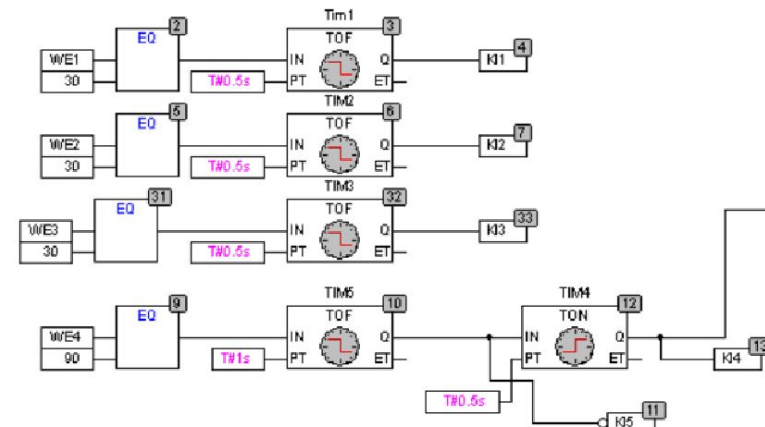 Tim1
2
3
EQ
TOF
4
WE1
IN
Q
KI1
30
T#0.5s
PT
ET
TIM2
5
6
EQ
TOF
7
WE2
IN
Q
KI2
30
T#0.5s
PT
ET
TIM3
31
32
EQ
TOF
33
WE3
IN
Q
KI3
30
T#0.5s
PT
ET
TIM5
TIM4
9
10
12
EQ
TOF
TON
13
WE4
IN
Q
IN
Q
90
T#1s
PT
ET
PT
ET
KI4
T#0.5s
11
KI5